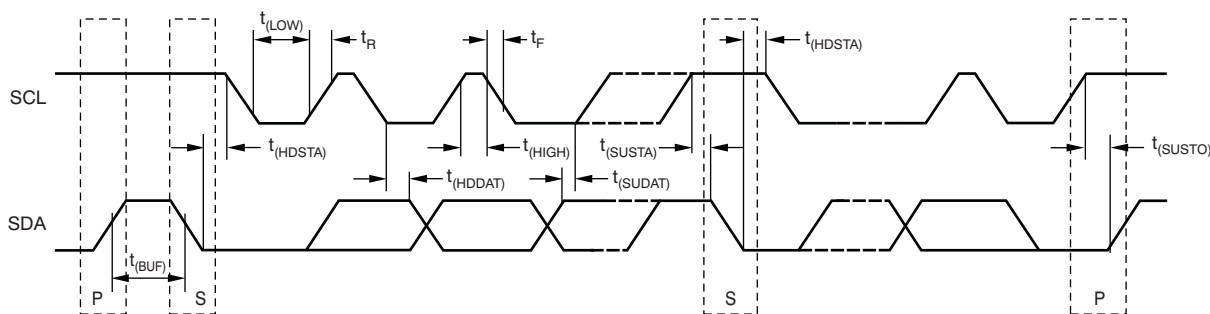 t(LOW)
tR
tF
t(HDSTA)
SCL
t(HDSTA)
t(HIGH)
t(SUSTA)
t(SUSTO)
t(HDDAT)
t(SUDAT)
SDA
t(BUF)
P
S
S
P